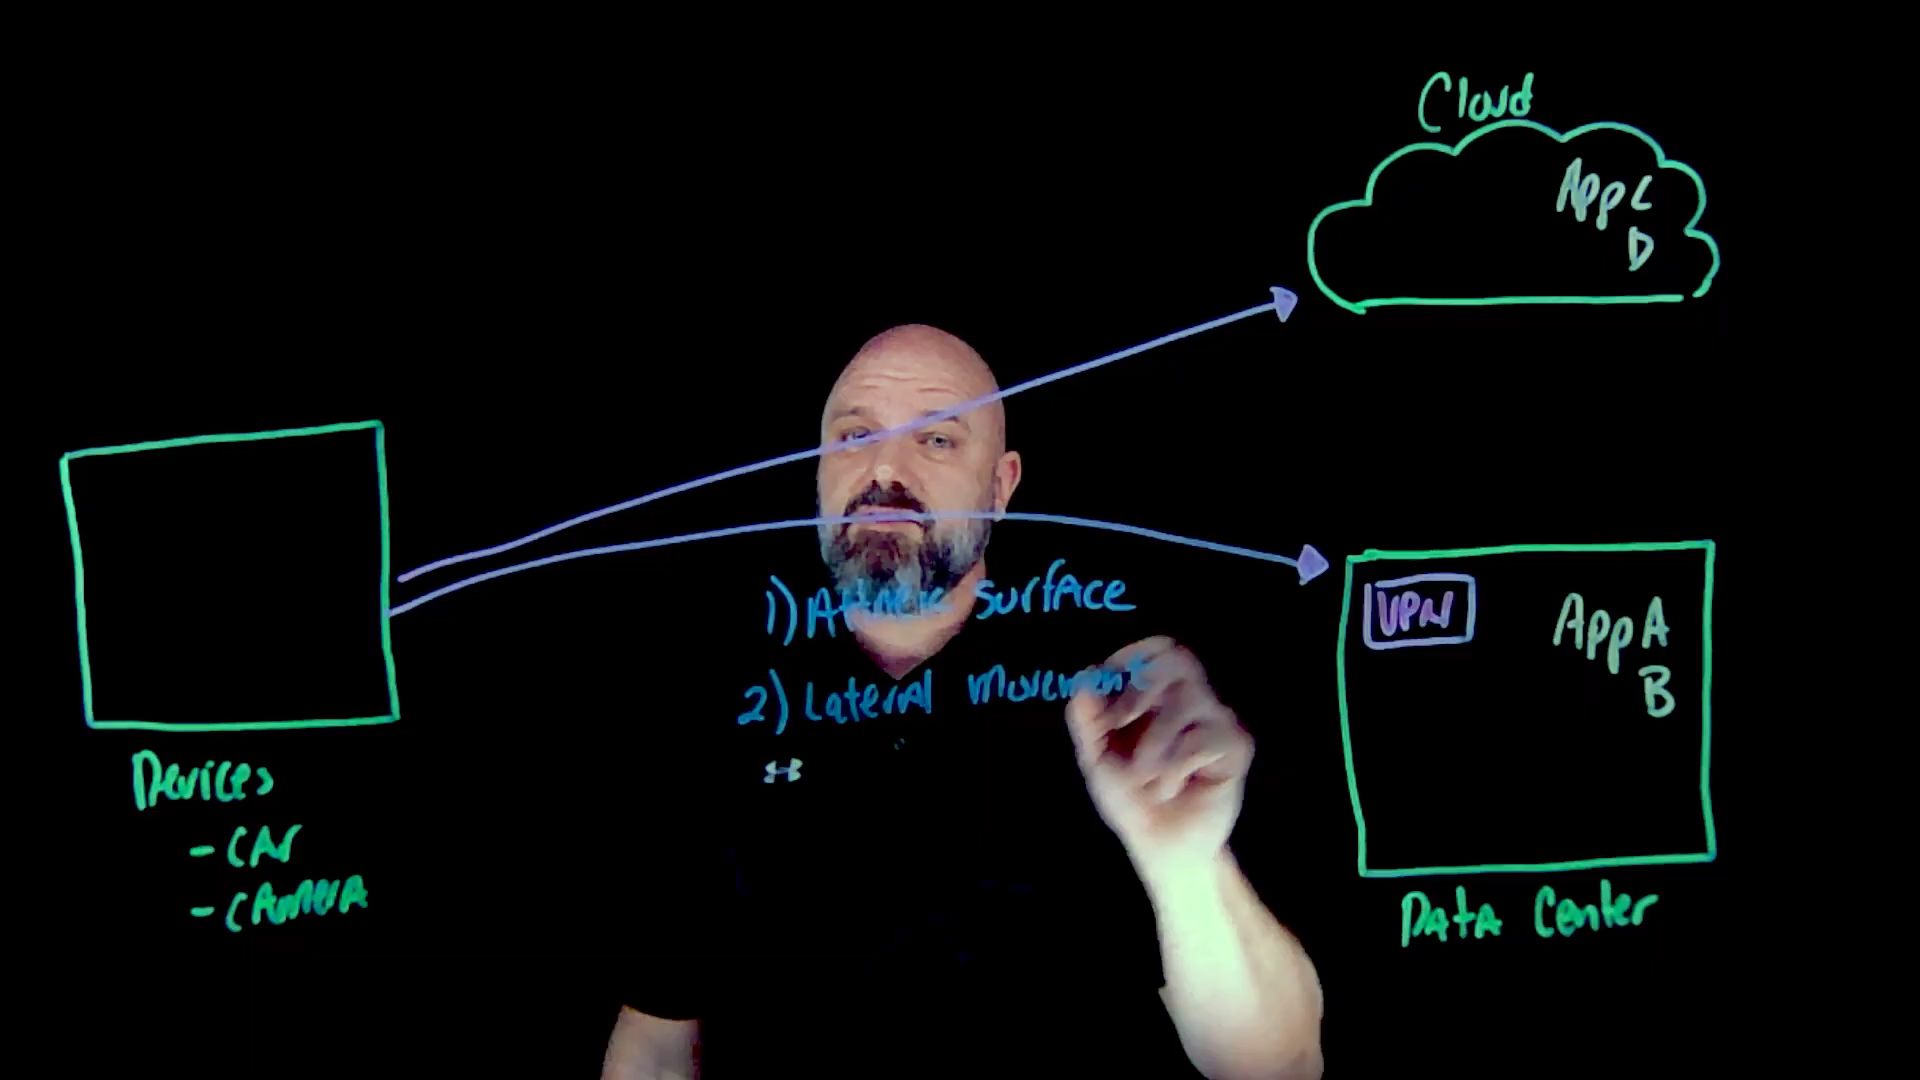 Cloud
App C
D
1) Attack Surface
2) Lateral Movement
VPN
App A
B
Devices
- CAr
- CAMERA
DATA Center